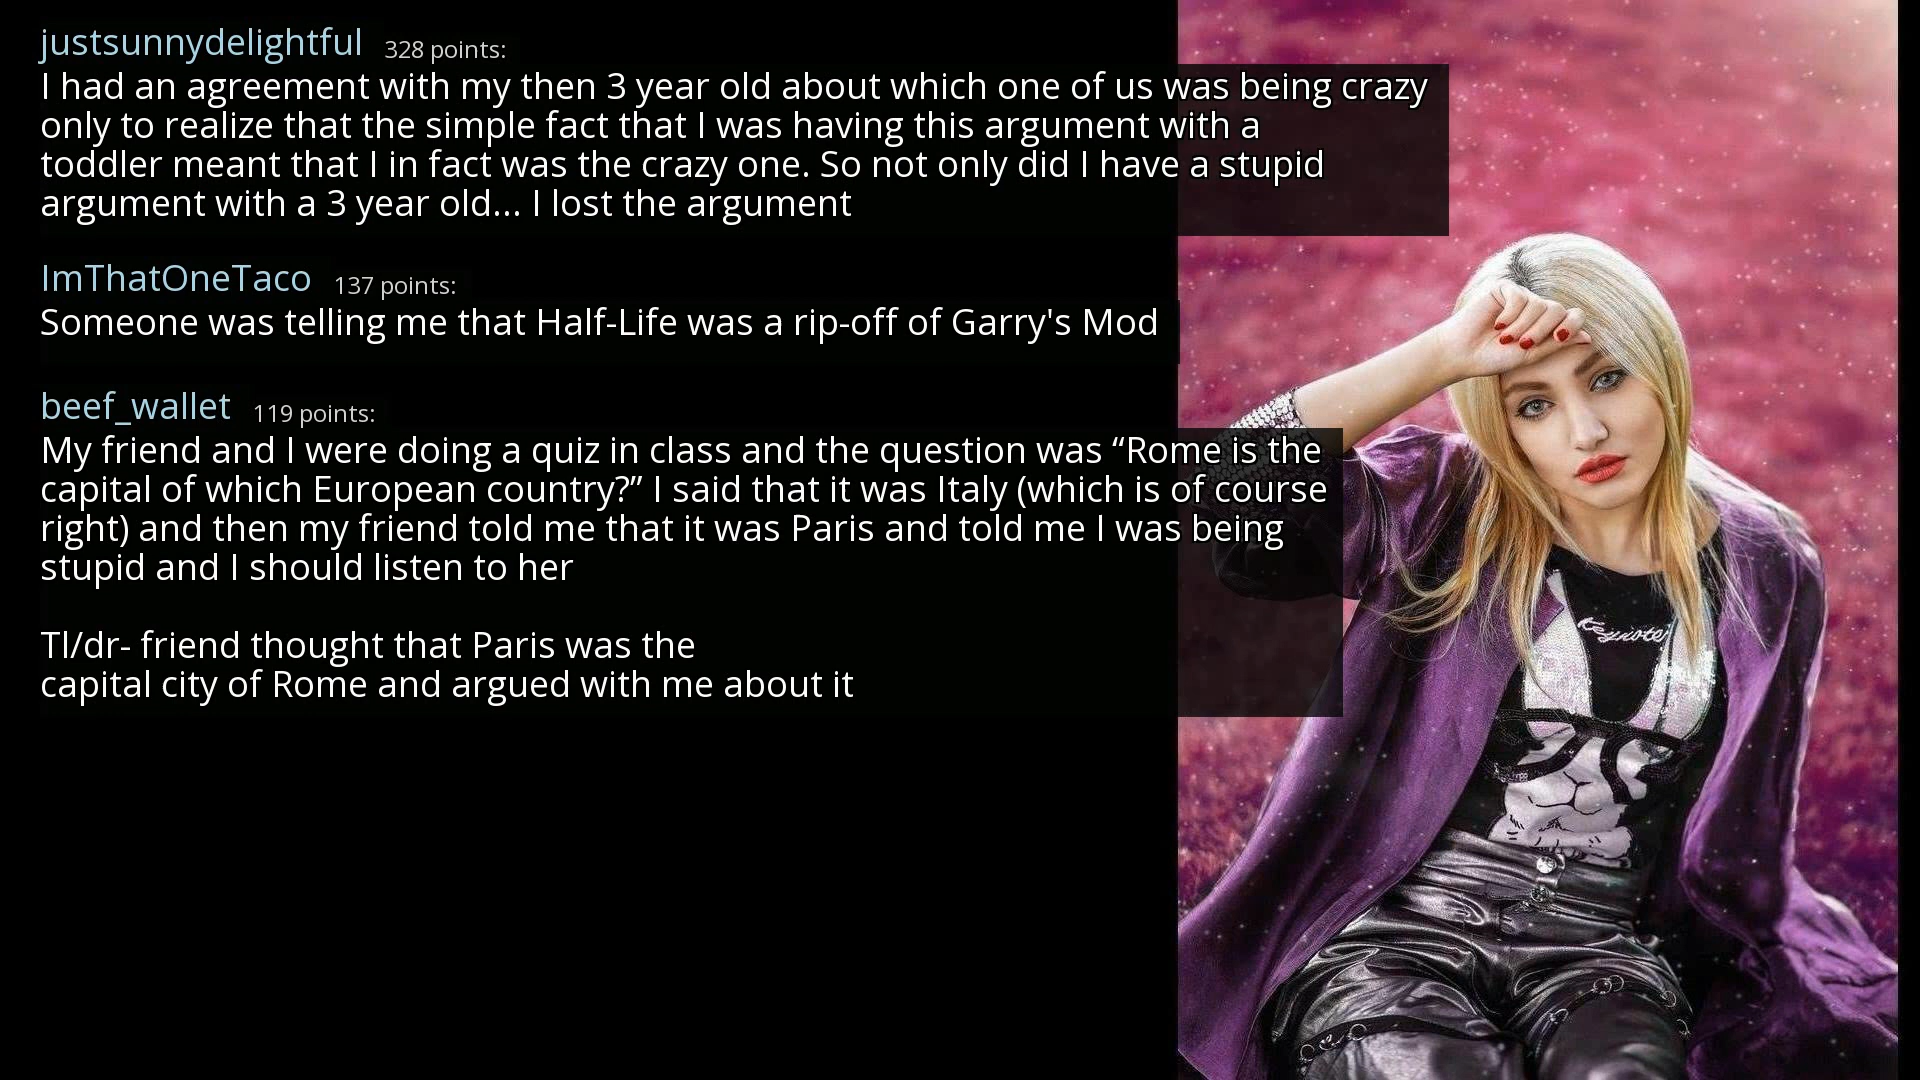 justsunnydelightful 328 points:
I had an agreement with my then 3 year old about which one of us was being crazy
only to realize that the simple fact that I was having this argument with a
toddler meant that I in fact was the crazy one. So not only did I have a stupid
argument with a 3 year old... I lost the argument
ImThatOneTaco 137 points:
Someone was telling me that Half-Life was a rip-off of Garry's Mod
beef_wallet 119 points:
My friend and I were doing a quiz in class and the question was “Rome is the
capital of which European country?” I said that it was Italy (which is of course
right) and then my friend told me that it was Paris and told me I was being
stupid and I should listen to her
Tl/dr- friend thought that Paris was the
capital city of Rome and argued with me about it
Keynote